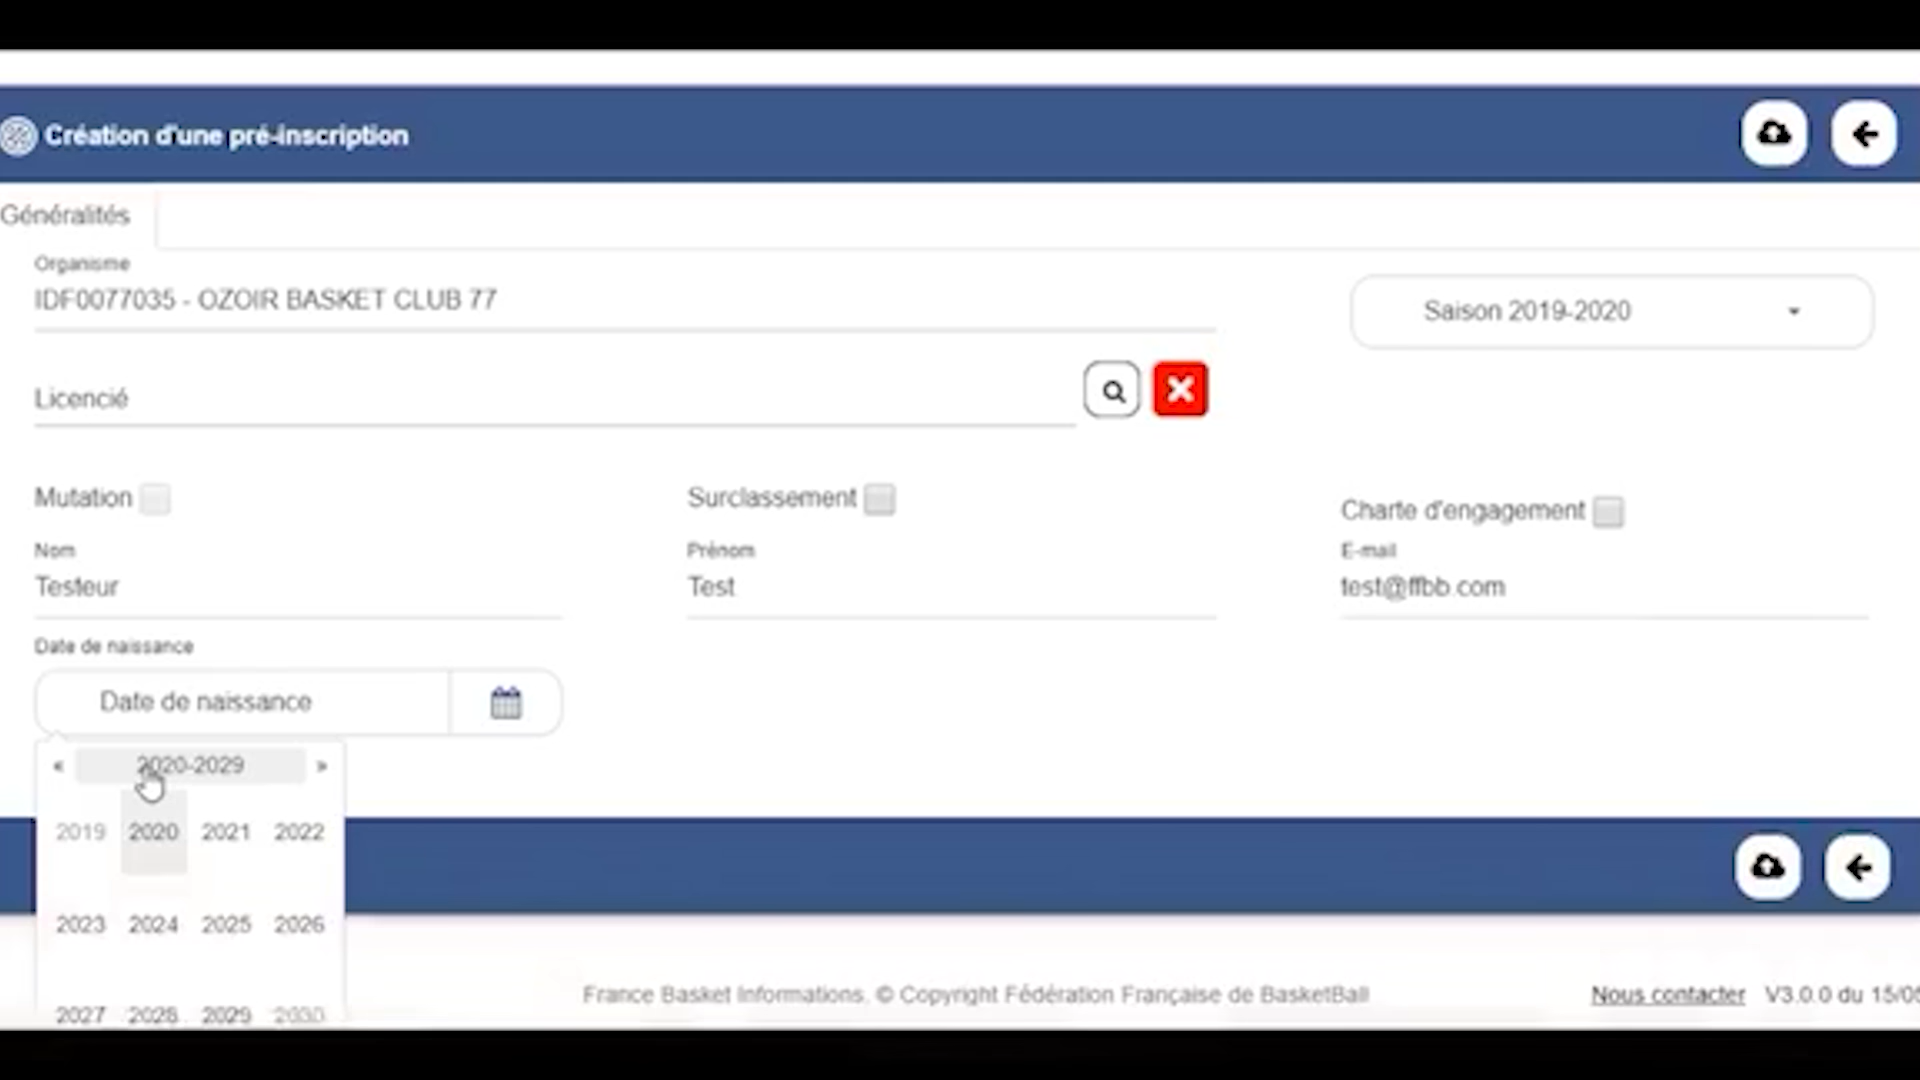 Création d'une pré-inscription
Généralités
Organisme
IDF0077035 - OZOIR BASKET CLUB 77
Saison 2019-2020
Licencié
Mutation
Surclassement
Charte d'engagement
Nom
Prénom
E-mail
Testeur
Test
test@ffbb.com
Date de naissance
Date de naissance
« 2020-2029 »
2019 2020 2021 2022
2023 2024 2025 2026
2027 2028 2029 2030
France Basket Informations. © Copyright Fédération Française de BasketBall
Nous contacter V3.0.0 du 15/05